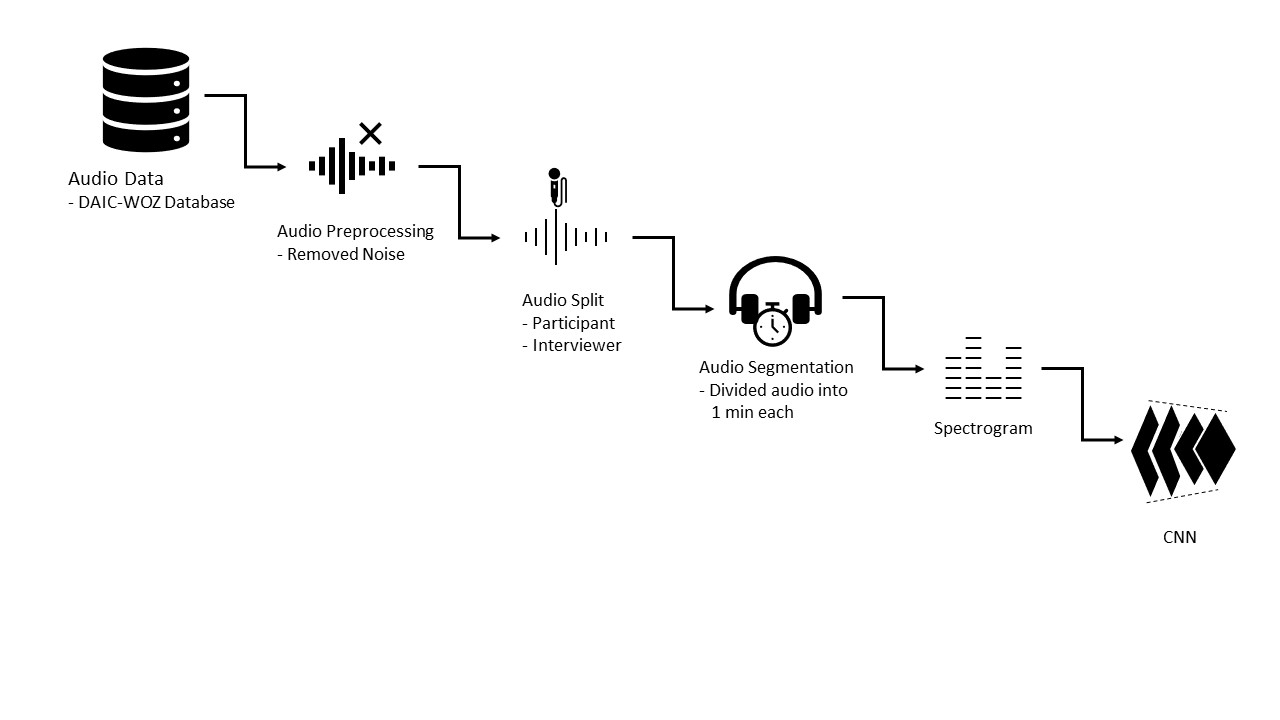 Audio Data
- DAIC-WOZ Database
Audio Preprocessing
- Removed Noise
Audio Split
- Participant
- Interviewer
Audio Segmentation
- Divided audio into
1 min each
Spectrogram
CNN